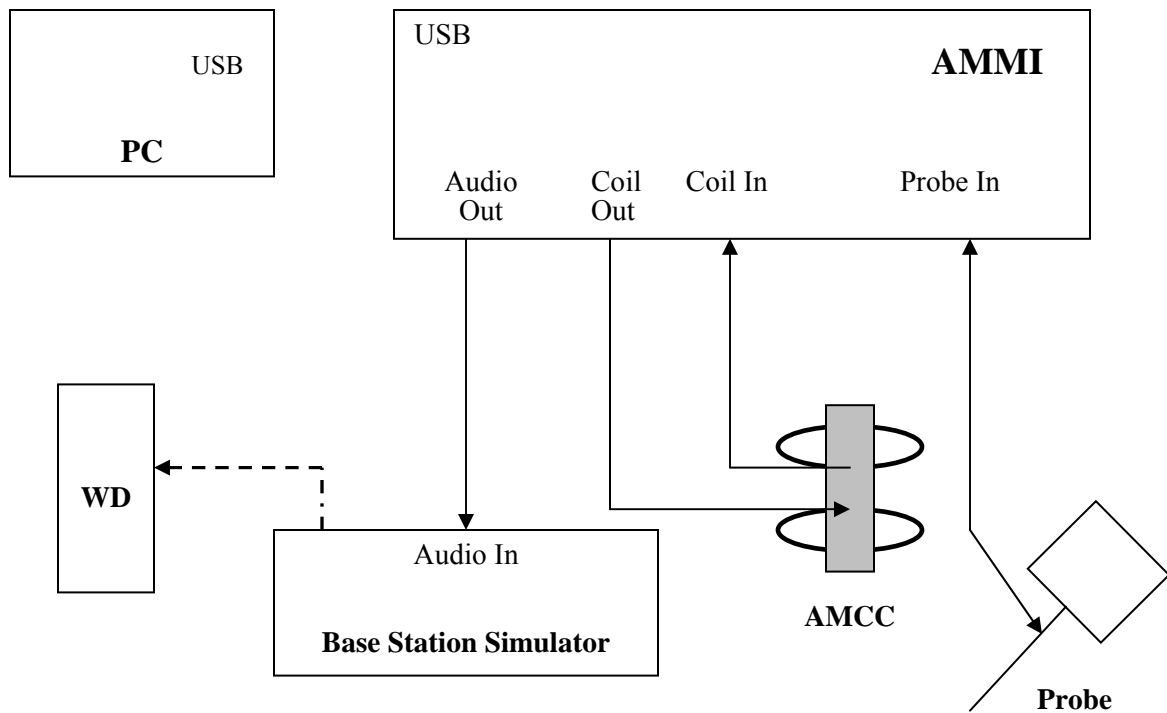 USB
PC
USB
AMMI
Audio
Out
Coil
Out
Coil In
Probe In
WD
Audio In
Base Station Simulator
AMCC
Probe